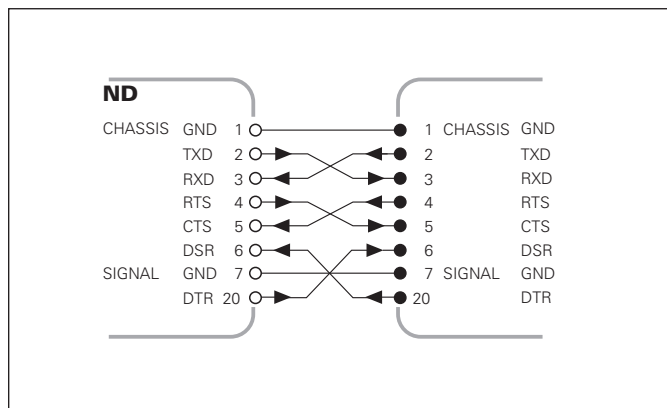 ND
CHASSIS GND 1 1 CHASSIS GND
TXD 2 2 TXD
RXD 3 3 RXD
RTS 4 4 RTS
CTS 5 5 CTS
DSR 6 6 DSR
SIGNAL GND 7 7 SIGNAL GND
DTR 20 20 DTR